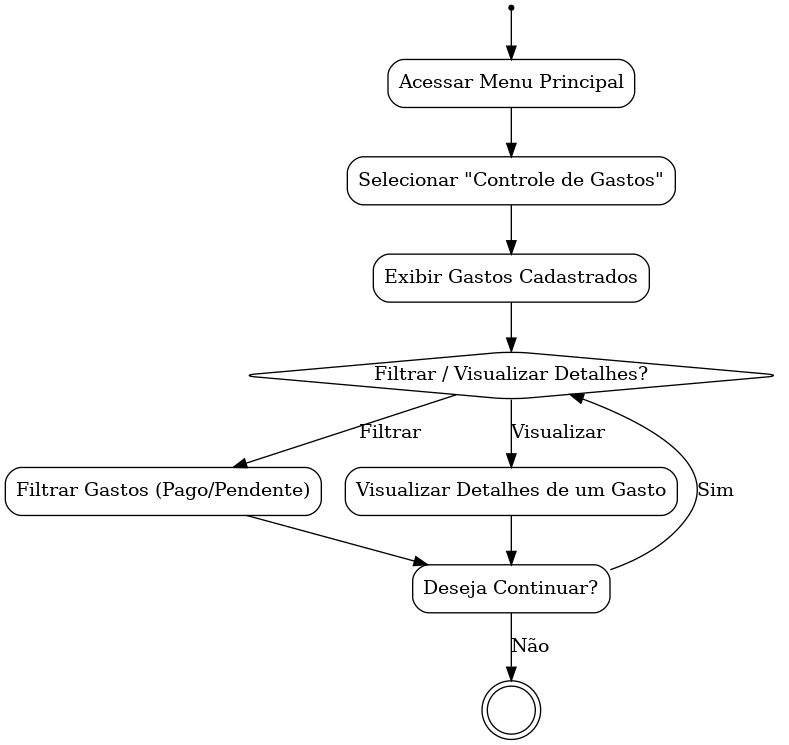 Acessar Menu Principal
Selecionar "Controle de Gastos"
Exibir Gastos Cadastrados
Filtrar / Visualizar Detalhes?
Filtrar
Visualizar
Filtrar Gastos (Pago/Pendente)
Visualizar Detalhes de um Gasto
Sim
Deseja Continuar?
Não